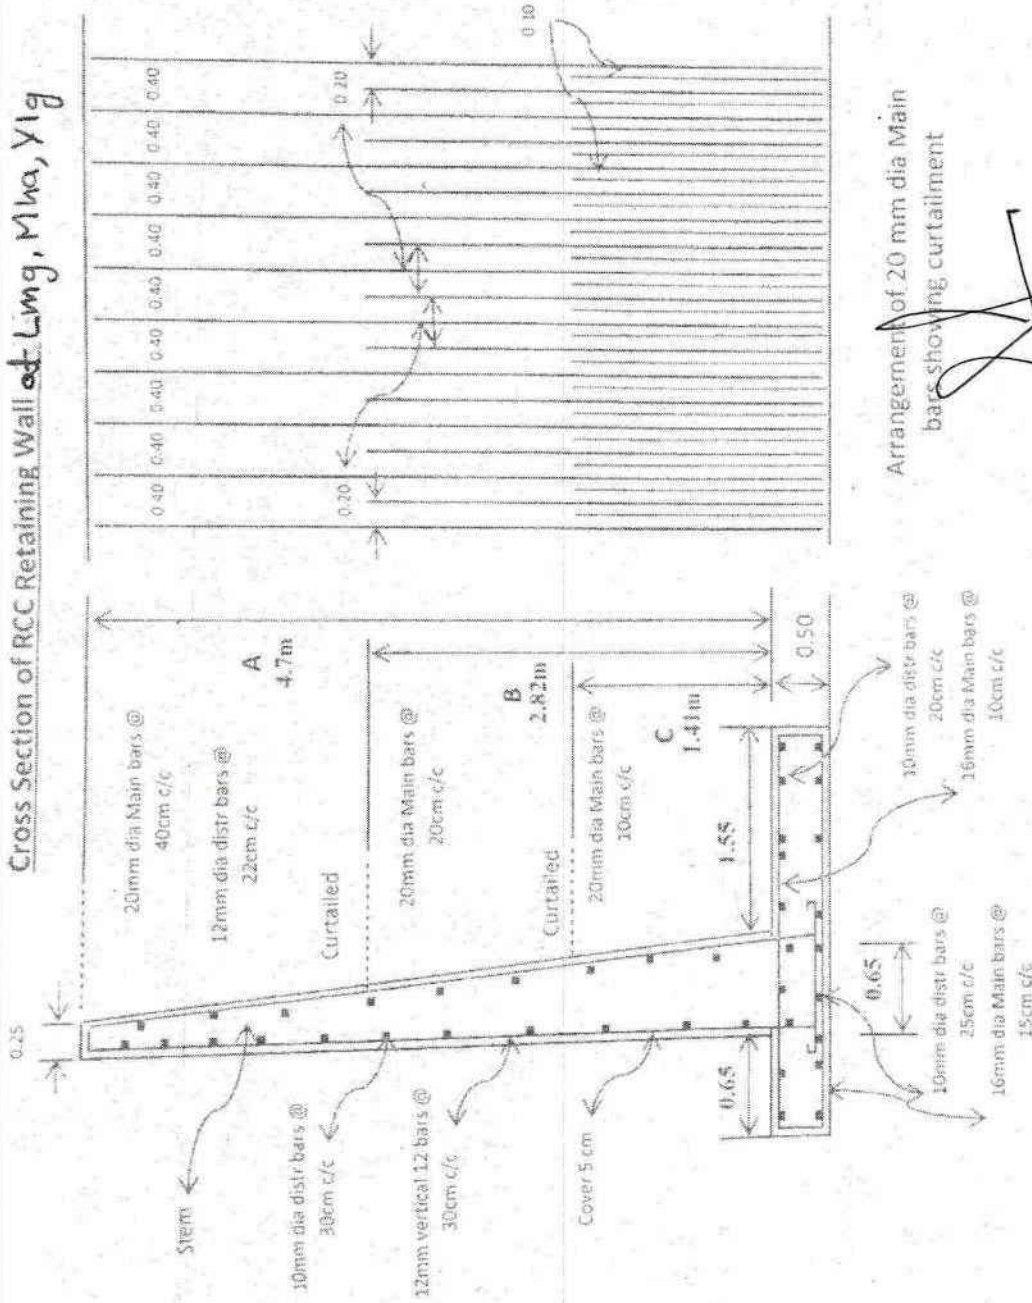 Cross Section of RCC Retaining Wall at Lmg, Mha, Ylg
0.25
Stem
10mm dia distr bars @
30cm c/c
12mm vertical 12 bars @
30cm c/c
Cover 5 cm
20mm dia Main bars @
40cm c/c
12mm dia distr bars @
22cm c/c
Curtailed
20mm dia Main bars @
20cm c/c
Curtailed
20mm dia Main bars @
10cm c/c
A
4.7m
B
2.82m
C
1.41m
0.65
1.55
0.50
0.65
10mm dia distr bars @
25cm c/c
16mm dia Main bars @
15cm c/c
10mm dia distr bars @
20cm c/c
16mm dia Main bars @
10cm c/c
0.40 0.40 0.40 0.40 0.40 0.40 0.40 0.40 0.40
0.20
0.20
0.10
Arrangement of 20 mm dia Main
bars showing curtailment